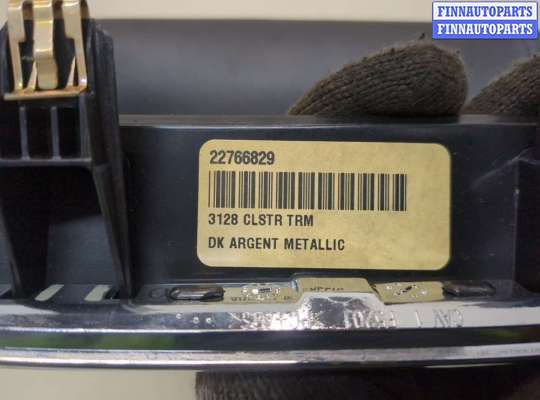 FINNAUTOPARTS
FINNAUTOPARTS
22766829
3128 CLSTR TRM
DK ARGENT METALLIC